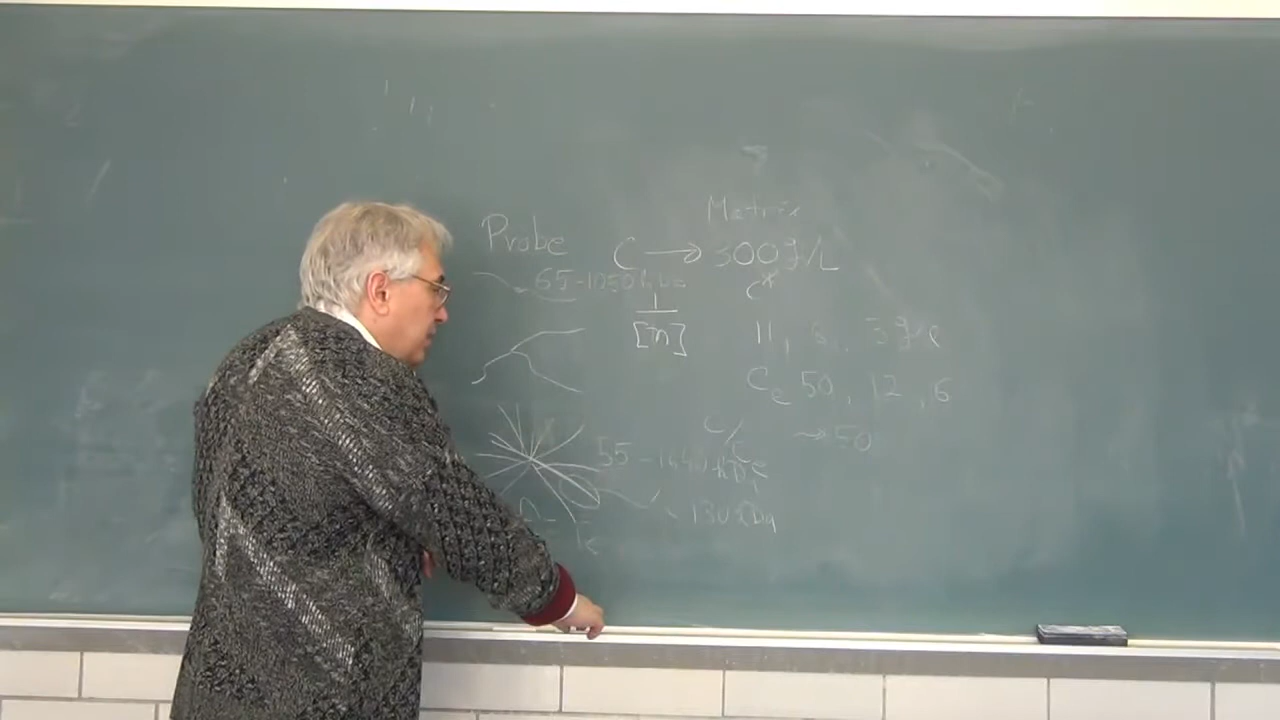 Matrix
Probe C → 300 g/L
65-1050 kDa C*
1
[η] 11, 6, 3 g/L
Ce 50, 12, 6
C/Ce → 50
55 - 1640 kDa
130 kDa